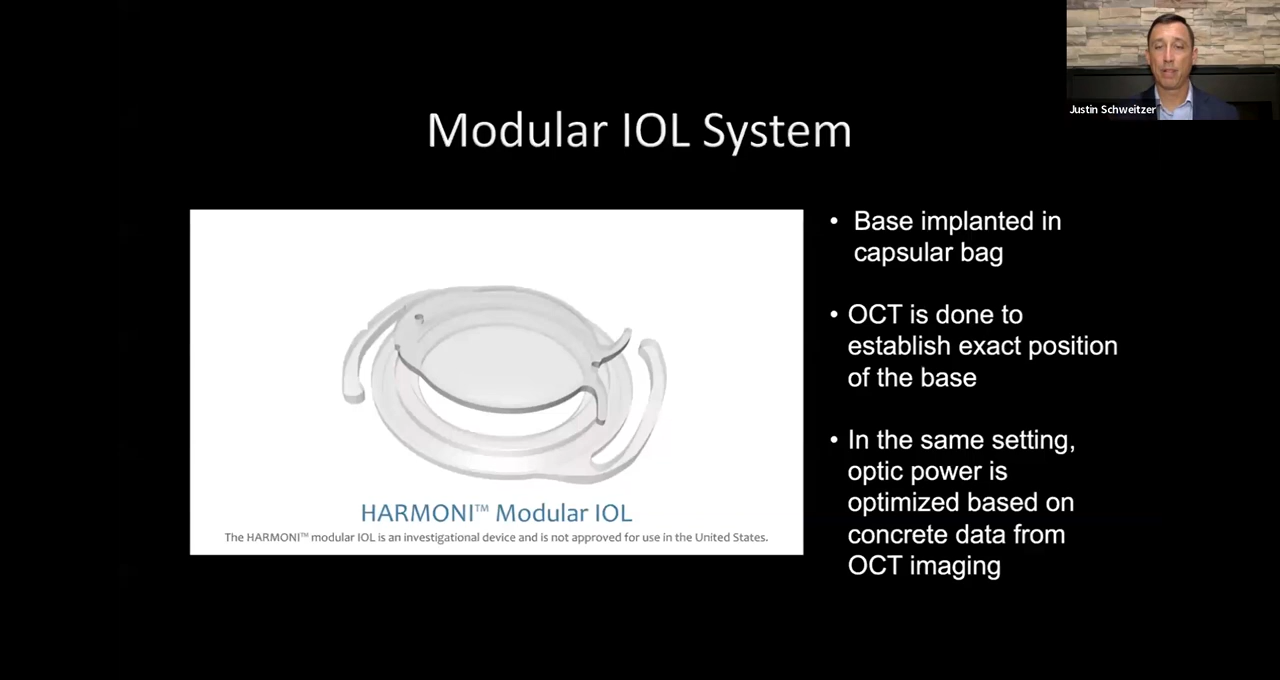 Justin Schweitzer
Modular IOL System
HARMONI™ Modular IOL
The HARMONI™ modular IOL is an investigational device and is not approved for use in the United States.
• Base implanted in
capsular bag
• OCT is done to
establish exact position
of the base
• In the same setting,
optic power is
optimized based on
concrete data from
OCT imaging